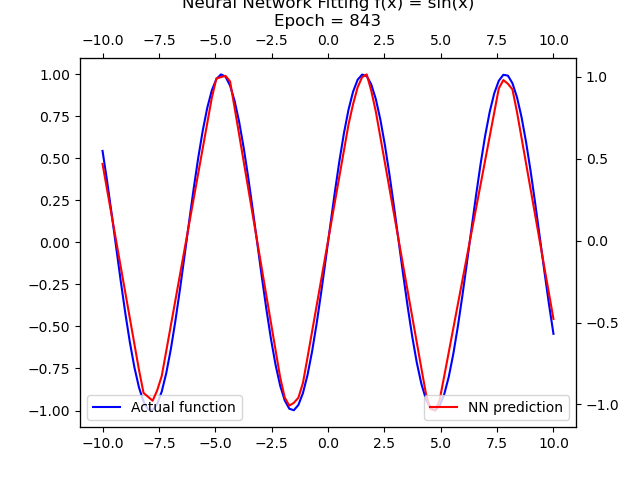 Neural Network Fitting f(x) = sin(x)
Epoch = 843
−10.0 −7.5 −5.0 −2.5 0.0 2.5 5.0 7.5 10.0
1.00
0.75
0.50
0.25
0.00
−0.25
−0.50
−0.75
−1.00
1.0
0.5
0.0
−0.5
−1.0
Actual function
NN prediction
−10.0 −7.5 −5.0 −2.5 0.0 2.5 5.0 7.5 10.0